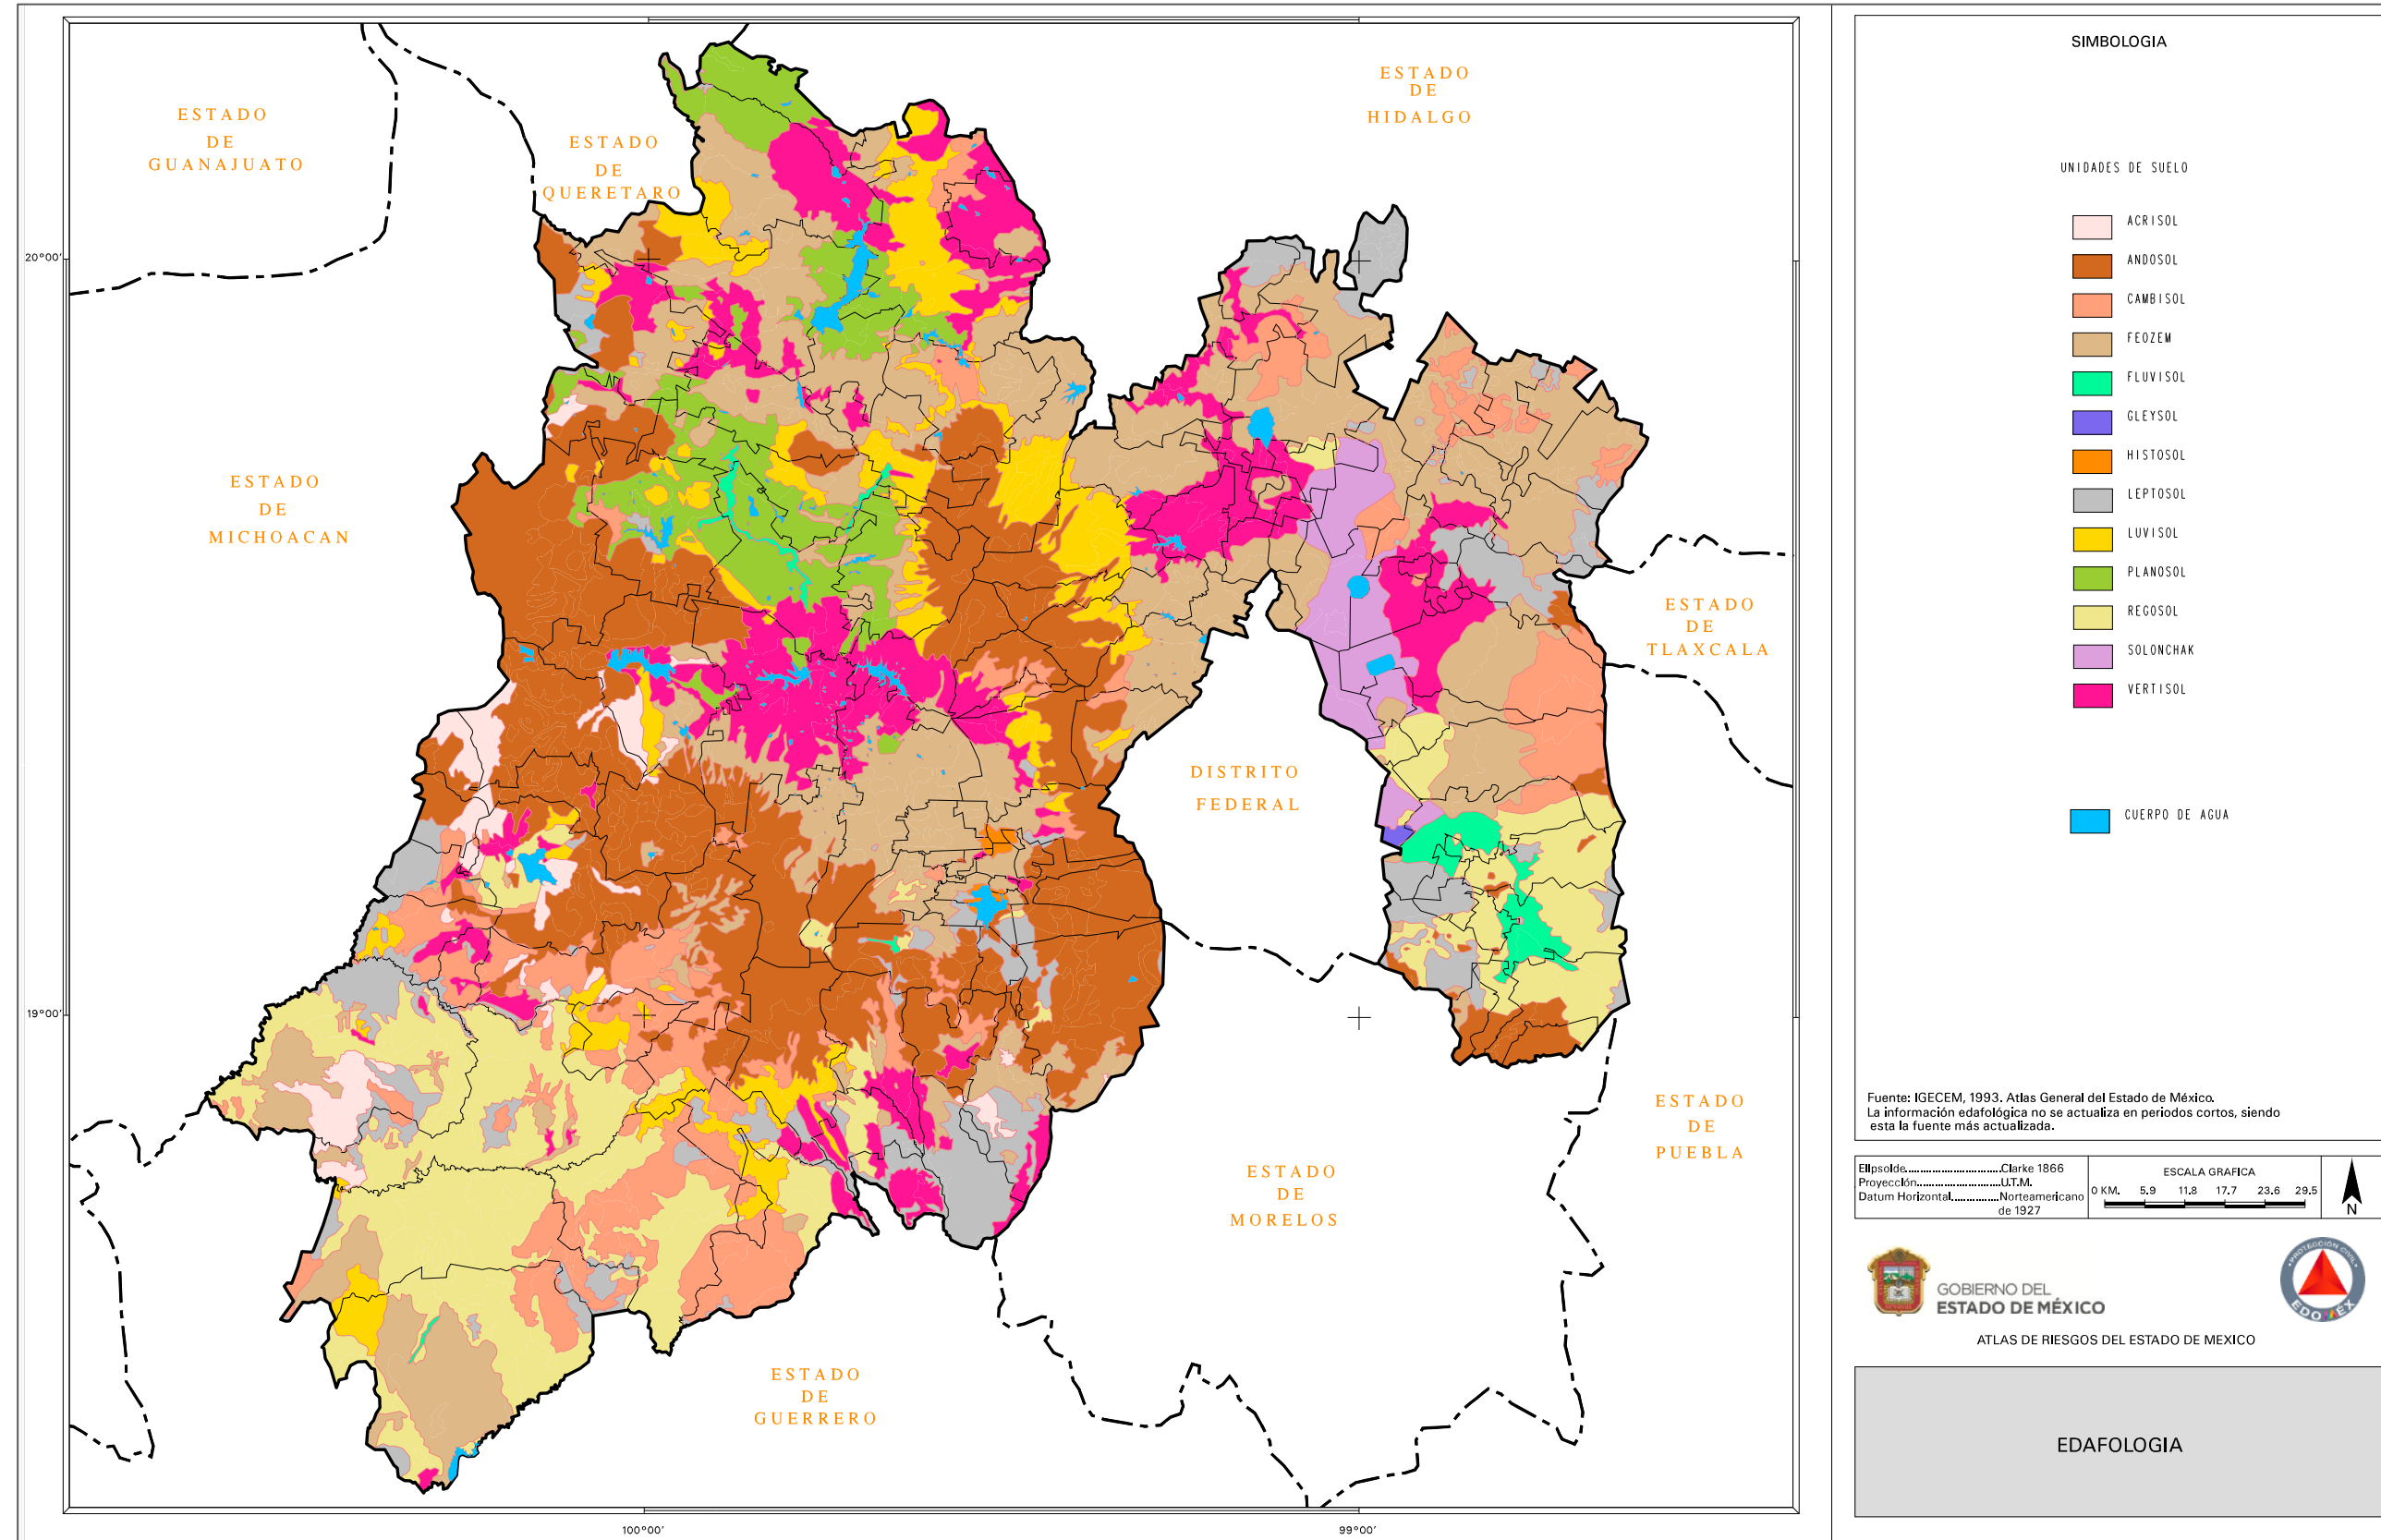 ESTADO
DE
GUANAJUATO
ESTADO
DE
QUERETARO
ESTADO
DE
HIDALGO
20°00'
ESTADO
DE
MICHOACAN
ESTADO
DE
TLAXCALA
DISTRITO
FEDERAL
19°00'
ESTADO
DE
PUEBLA
ESTADO
DE
MORELOS
ESTADO
DE
GUERRERO
100°00'
99°00'
SIMBOLOGIA
UNIDADES DE SUELO
ACRISOL
ANDOSOL
CAMBISOL
FEOZEM
FLUVISOL
GLEYSOL
HISTOSOL
LEPTOSOL
LUVISOL
PLANOSOL
REGOSOL
SOLONCHAK
VERTISOL
CUERPO DE AGUA
Fuente: IGECEM, 1993. Atlas General del Estado de México.
La información edafológica no se actualiza en periodos cortos, siendo
esta la fuente más actualizada.
Elipsoide..............................Clarke 1866
Proyección..........................U.T.M.
Datum Horizontal...............Norteamericano
de 1927
ESCALA GRAFICA
0 KM. 5.9 11.8 17.7 23.6 29.5
N
GOBIERNO DEL
ESTADO DE MÉXICO
PROTECCIÓN CIVIL
EDOMÉX
ATLAS DE RIESGOS DEL ESTADO DE MEXICO
EDAFOLOGIA